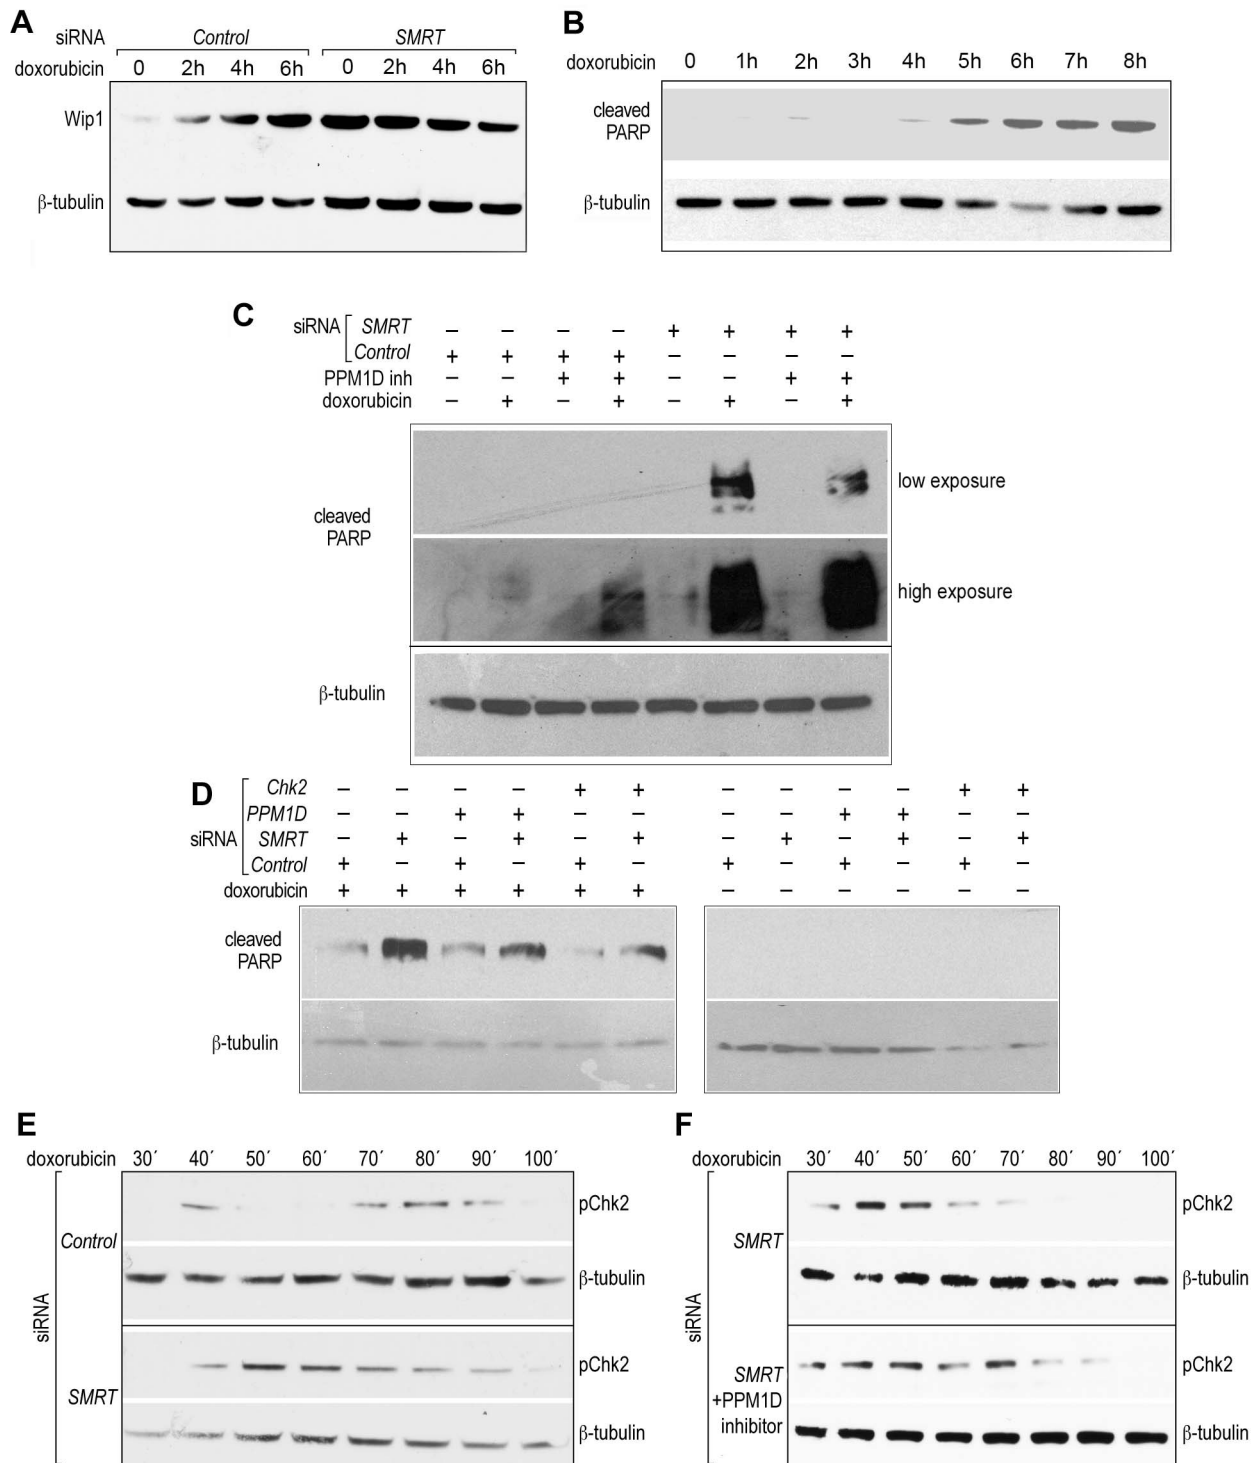 A
siRNA Control SMRT
doxorubicin 0 2h 4h 6h 0 2h 4h 6h
Wip1
β-tubulin
B
doxorubicin 0 1h 2h 3h 4h 5h 6h 7h 8h
cleaved
PARP
β-tubulin
C
siRNA SMRT − − − − + + + +
Control + + + + − − − −
PPM1D inh − − + + − − + +
doxorubicin − + − + − + − +
cleaved
PARP
low exposure
high exposure
β-tubulin
D
Chk2 − − − − + + − − − − + +
PPM1D − − + + − − − − + + − −
siRNA SMRT − + − + − + − + − + − +
Control + − + − + − + − + − + −
doxorubicin + + + + + + − − − − − −
cleaved
PARP
β-tubulin
E
doxorubicin 30′ 40′ 50′ 60′ 70′ 80′ 90′ 100′
siRNA
Control
pChk2
β-tubulin
SMRT
pChk2
β-tubulin
F
doxorubicin 30′ 40′ 50′ 60′ 70′ 80′ 90′ 100′
siRNA
SMRT
pChk2
β-tubulin
SMRT
+PPM1D
inhibitor
pChk2
β-tubulin